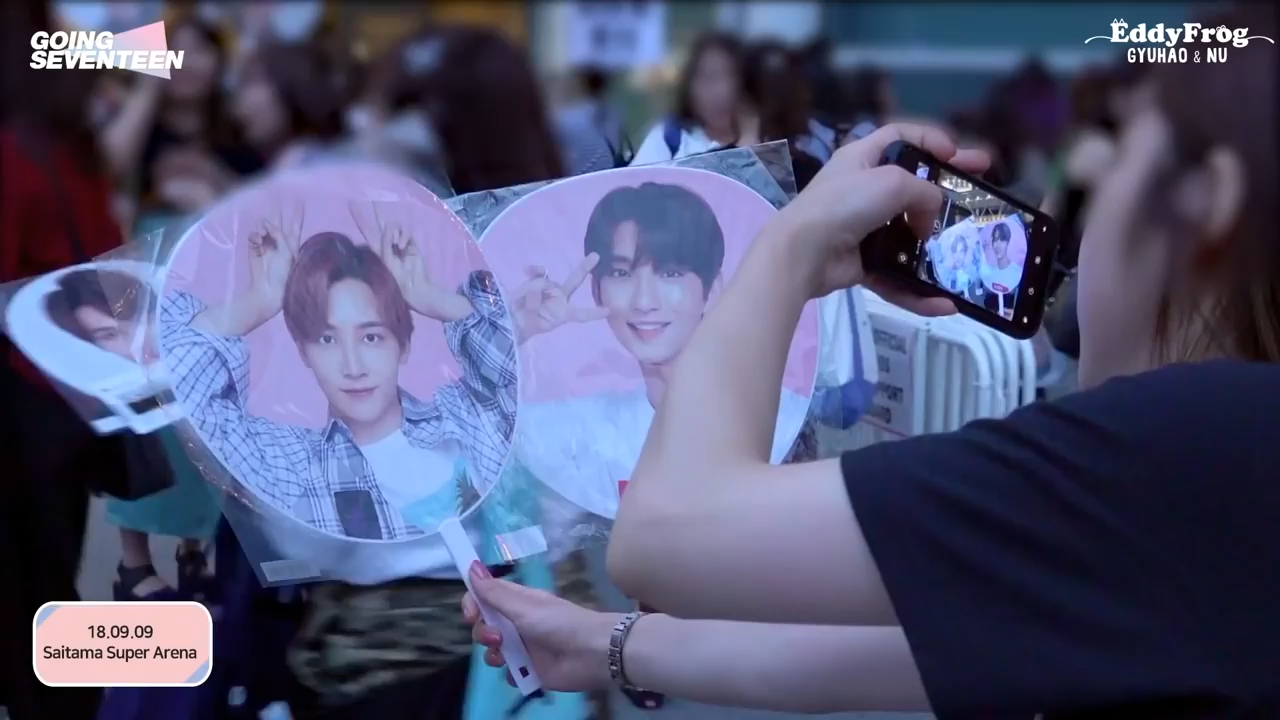 GOING
SEVENTEEN
EddyFrog
GYUHAO & NU
18.09.09
Saitama Super Arena